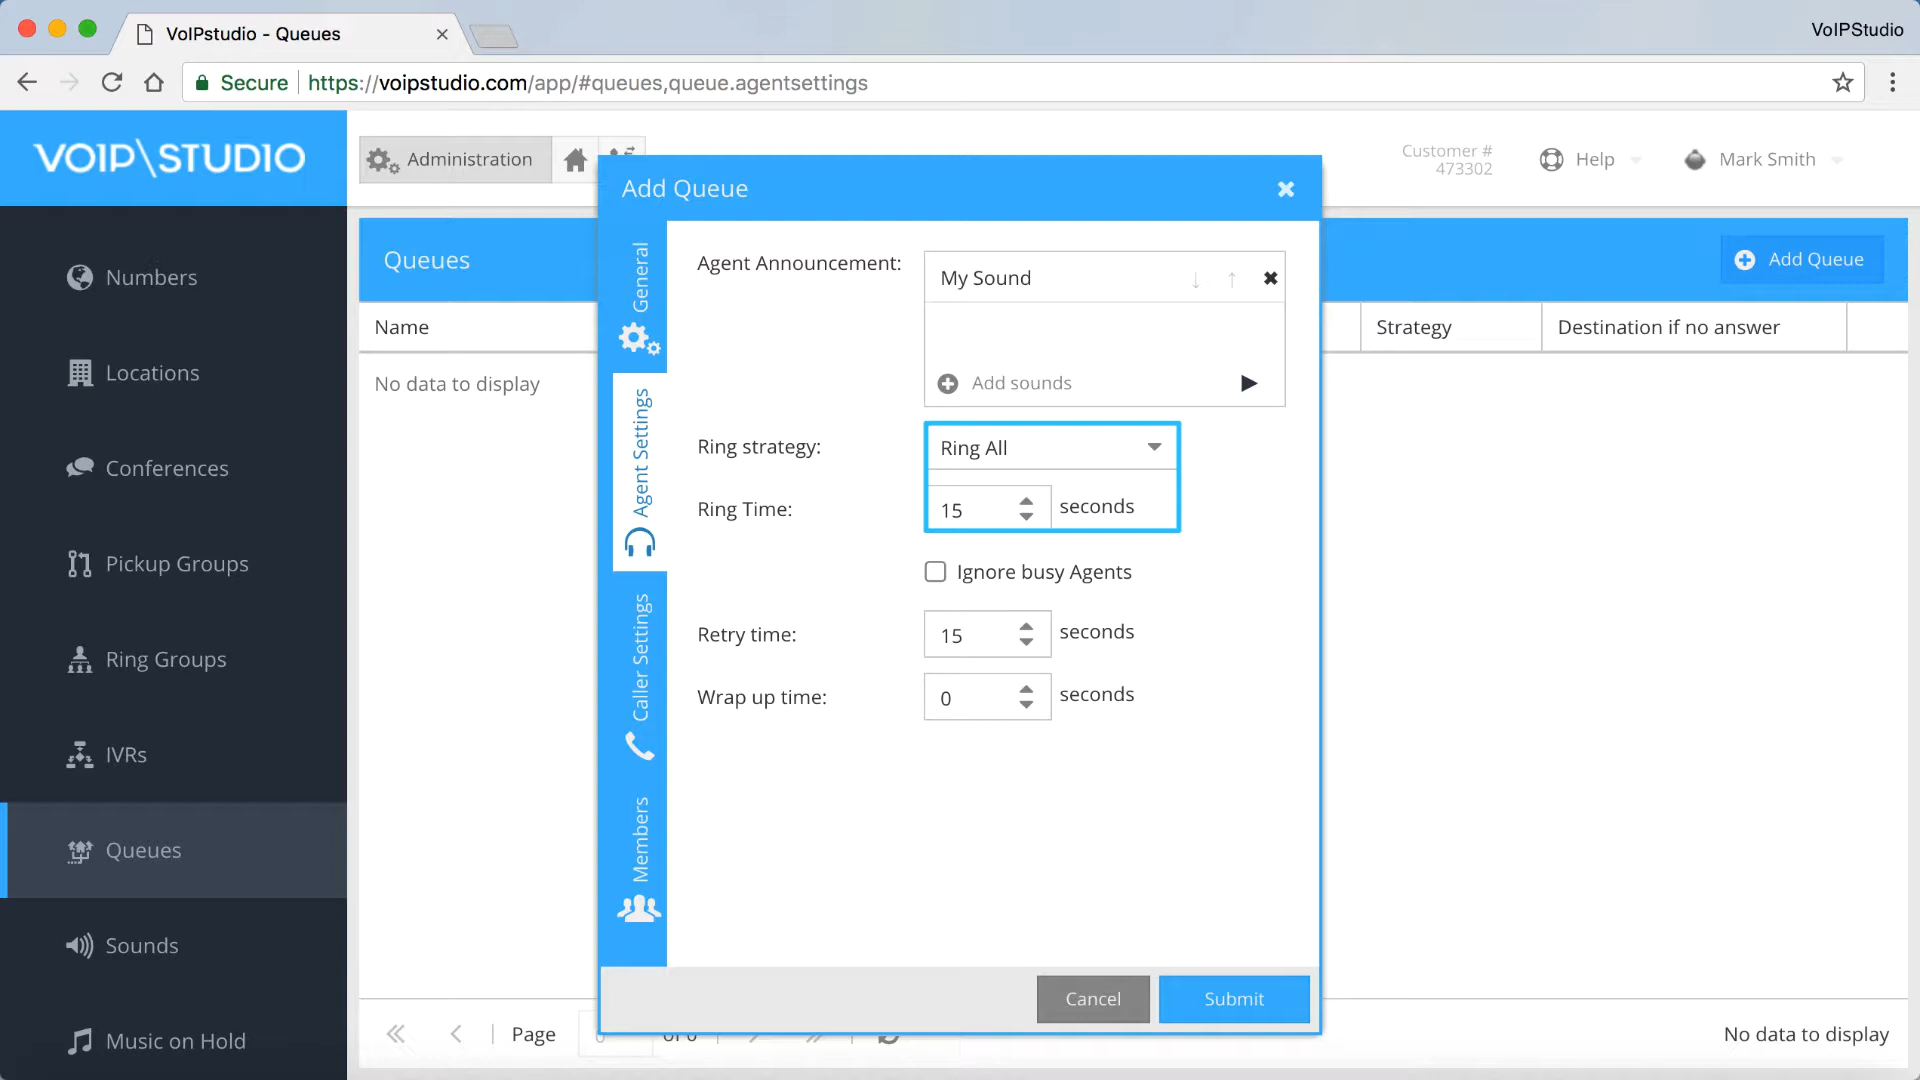 VoIPstudio - Queues
VoIPStudio
Secure https://voipstudio.com/app/#queues,queue.agentsettings
VOIP\STUDIO
Administration
Customer #
473302
Help
Mark Smith
Numbers
Locations
Conferences
Pickup Groups
Ring Groups
IVRs
Queues
Sounds
Music on Hold
Queues
Add Queue
Name
Strategy
Destination if no answer
No data to display
Add Queue
General
Agent Settings
Caller Settings
Members
Agent Announcement:
My Sound
Add sounds
Ring strategy:
Ring All
Ring Time:
15
seconds
Ignore busy Agents
Retry time:
15
seconds
Wrap up time:
0
seconds
Cancel
Submit
Page
0
of 0
No data to display